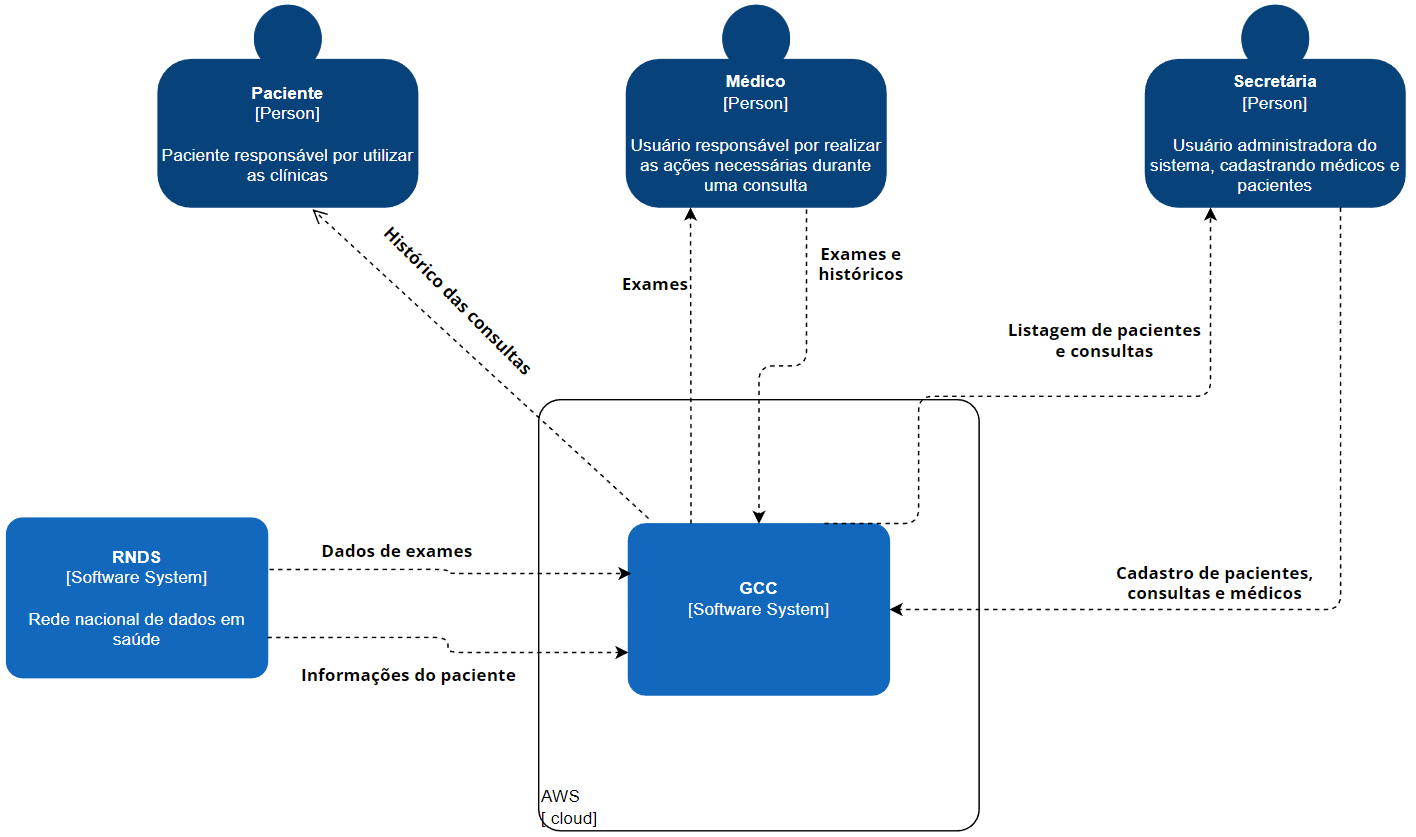 Paciente
[Person]
Paciente responsável por utilizar
as clínicas
Médico
[Person]
Usuário responsável por realizar
as ações necessárias durante
uma consulta
Secretária
[Person]
Usuário administradora do
sistema, cadastrando médicos e
pacientes
Histórico das consultas
Exames
Exames e
históricos
Listagem de pacientes
e consultas
RNDS
[Software System]
Rede nacional de dados em
saúde
Dados de exames
Informações do paciente
GCC
[Software System]
Cadastro de pacientes,
consultas e médicos
AWS
[ cloud]